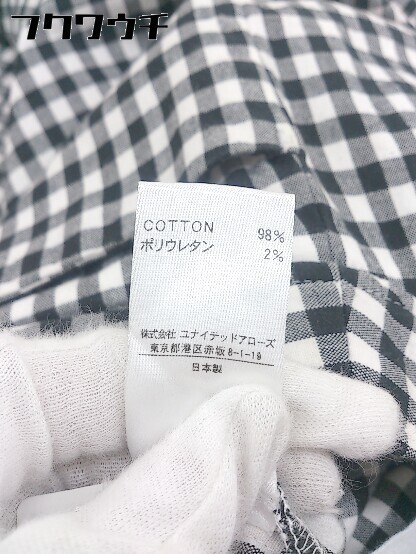 フクワウチ
COTTON 98%
ポリウレタン 2%
株式会社 ユナイテッドアローズ
東京都港区赤坂8-1-19
日本製